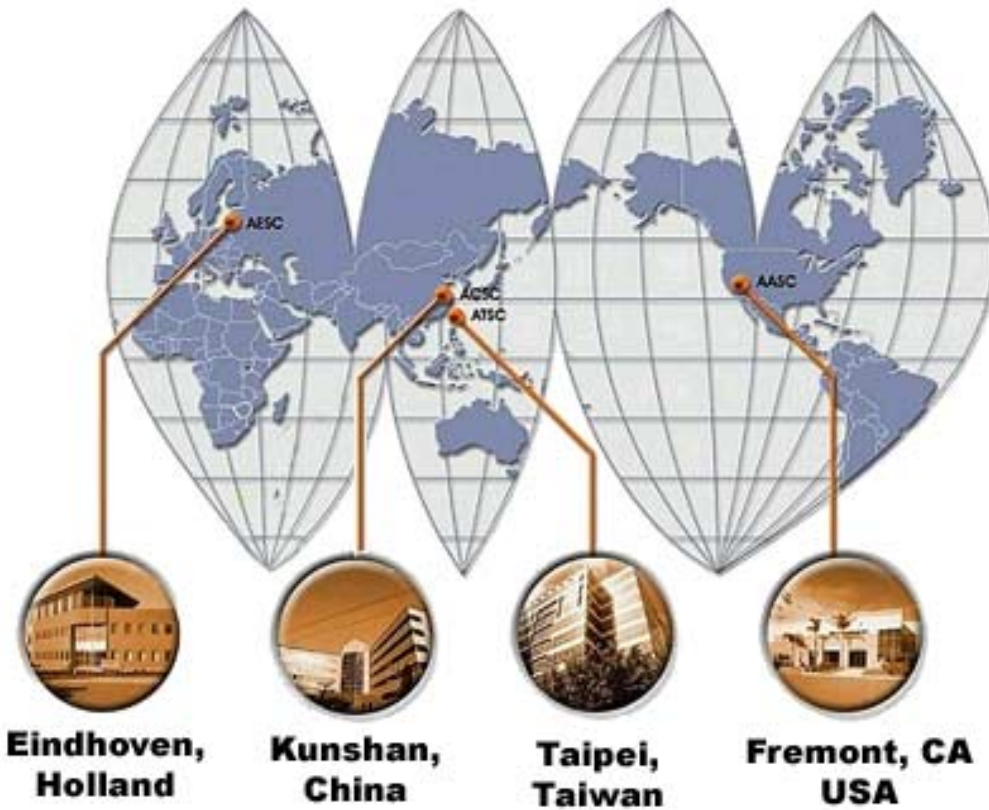 AESC
ACSC
ATSC
AASC
Eindhoven,
Holland
Kunshan,
China
Taipei,
Taiwan
Fremont, CA
USA